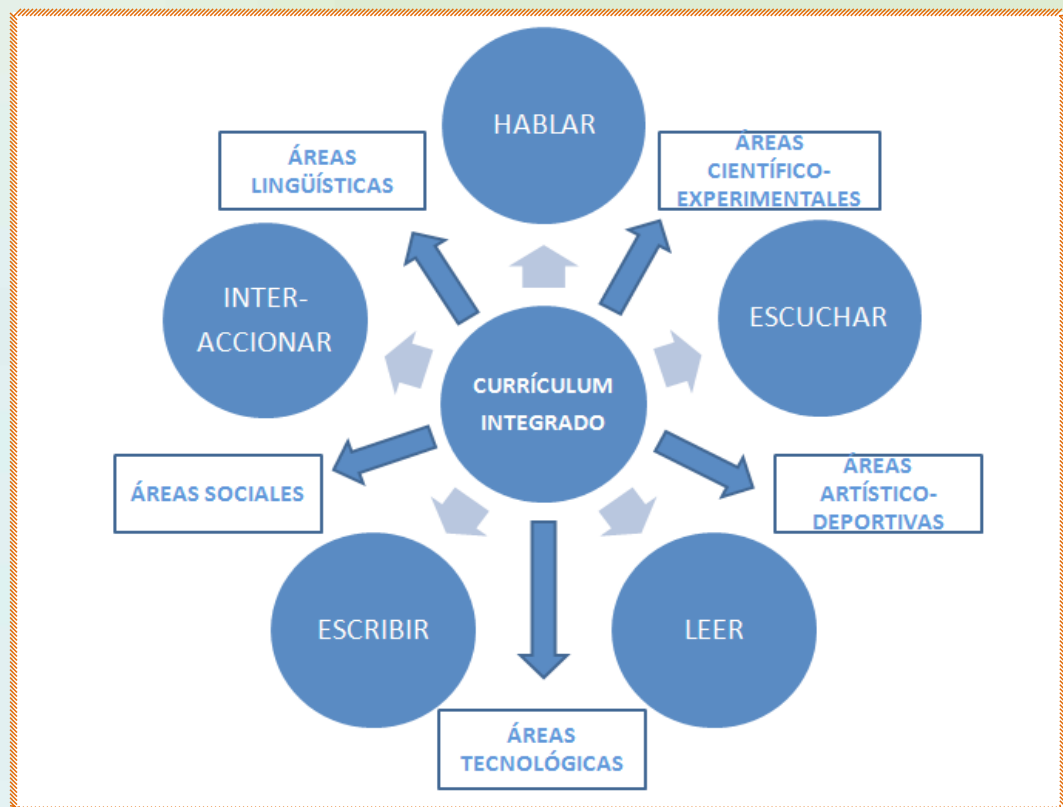 HABLAR
ÁREAS
LINGÜÍSTICAS
ÁREAS
CIENTÍFICO-
EXPERIMENTALES
INTER-
ACCIONAR
ESCUCHAR
CURRÍCULUM
INTEGRADO
ÁREAS SOCIALES
ÁREAS
ARTÍSTICO-
DEPORTIVAS
ESCRIBIR
LEER
ÁREAS
TECNOLÓGICAS